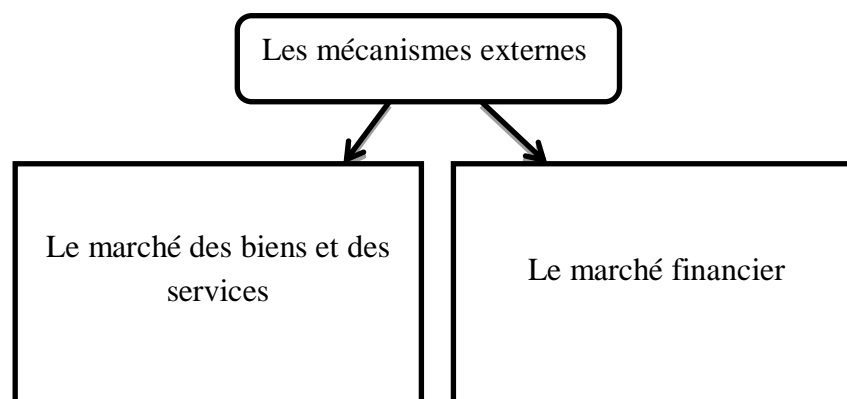 Les mécanismes externes
Le marché des biens et des
services
Le marché financier